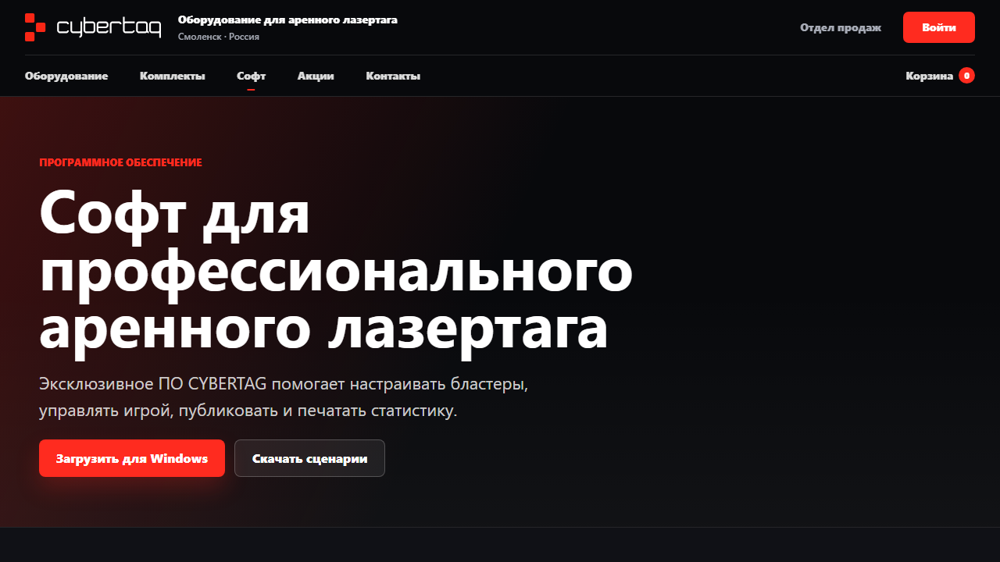 cybertag
Оборудование для аренного лазертага
Смоленск · Россия
Отдел продаж
Войти
Оборудование
Комплекты
Софт
Акции
Контакты
Корзина 0
ПРОГРАММНОЕ ОБЕСПЕЧЕНИЕ
Софт для
профессионального
аренного лазертага
Эксклюзивное ПО CYBERTAG помогает настраивать бластеры,
управлять игрой, публиковать и печатать статистику.
Загрузить для Windows
Скачать сценарии